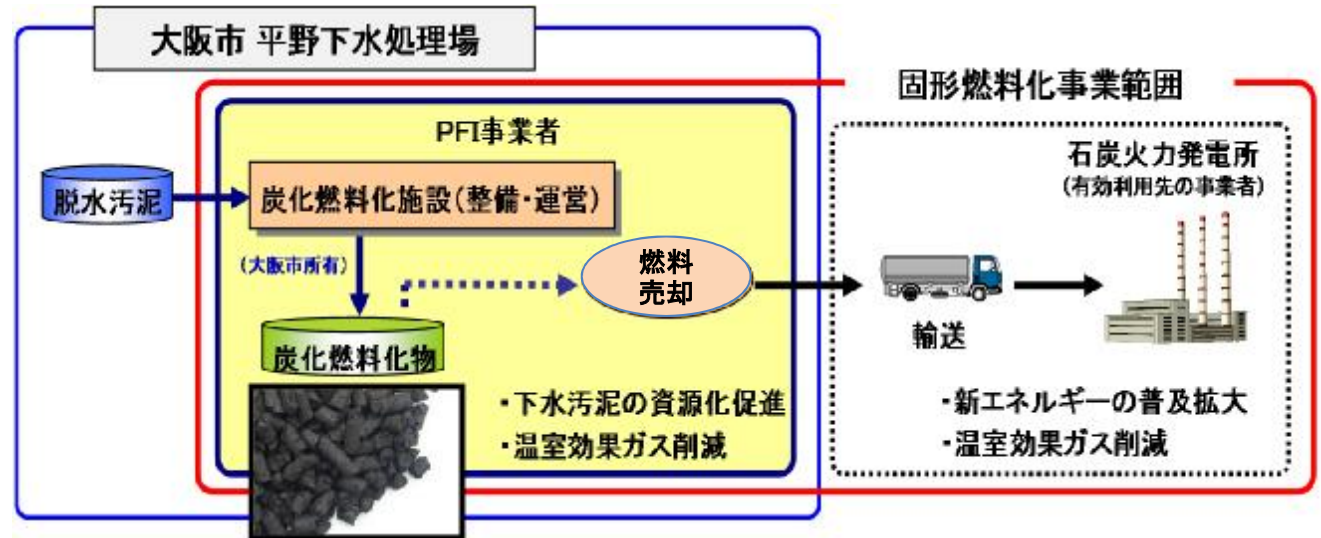 大阪市 平野下水処理場
固形燃料化事業範囲
PFI事業者
脱水汚泥
炭化燃料化施設(整備・運営)
(大阪市所有)
炭化燃料化物
燃料
売却
・下水汚泥の資源化促進
・温室効果ガス削減
石炭火力発電所
(有効利用先の事業者)
輸送
・新エネルギーの普及拡大
・温室効果ガス削減